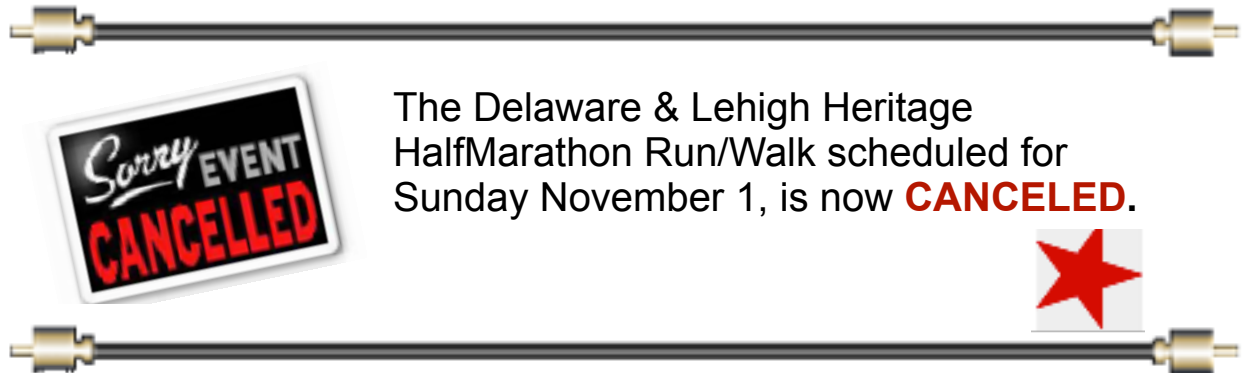 Sorry EVENT
CANCELLED
The Delaware & Lehigh Heritage
HalfMarathon Run/Walk scheduled for
Sunday November 1, is now CANCELED.